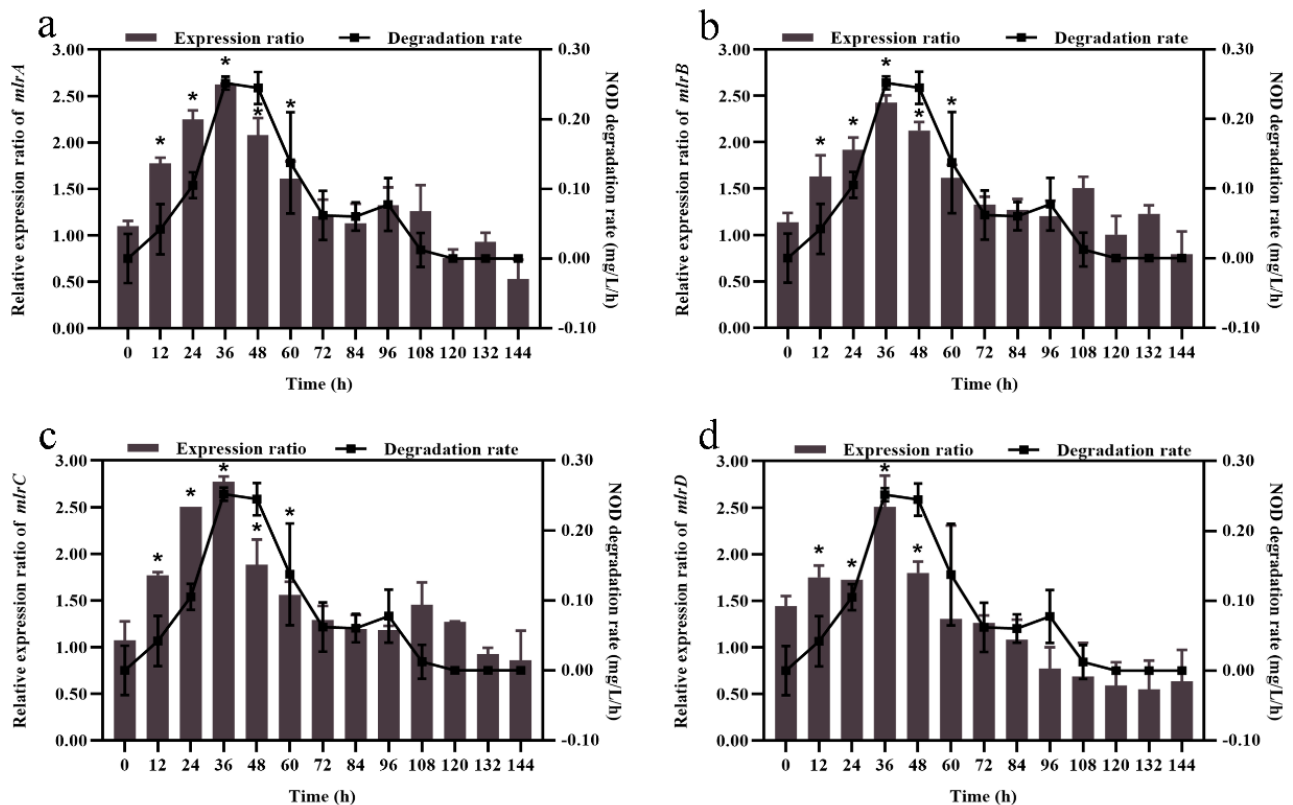 a
Expression ratio Degradation rate
Relative expression ratio of mlrA
3.00
2.50
2.00
1.50
1.00
0.50
0.00
* * * * *
0.30
0.20
0.10
0.00
-0.10
NOD degradation rate (mg/L/h)
0 12 24 36 48 60 72 84 96 108 120 132 144
Time (h)
b
Expression ratio Degradation rate
Relative expression ratio of mlrB
3.00
2.50
2.00
1.50
1.00
0.50
0.00
* * * * *
0.30
0.20
0.10
0.00
-0.10
NOD degradation rate (mg/L/h)
0 12 24 36 48 60 72 84 96 108 120 132 144
Time (h)
c
Expression ratio Degradation rate
Relative expression ratio of mlrC
3.00
2.50
2.00
1.50
1.00
0.50
0.00
* * * * *
0.30
0.20
0.10
0.00
-0.10
NOD degradation rate (mg/L/h)
0 12 24 36 48 60 72 84 96 108 120 132 144
Time (h)
d
Expression ratio Degradation rate
Relative expression ratio of mlrD
3.00
2.50
2.00
1.50
1.00
0.50
0.00
* * * *
0.30
0.20
0.10
0.00
-0.10
NOD degradation rate (mg/L/h)
0 12 24 36 48 60 72 84 96 108 120 132 144
Time (h)